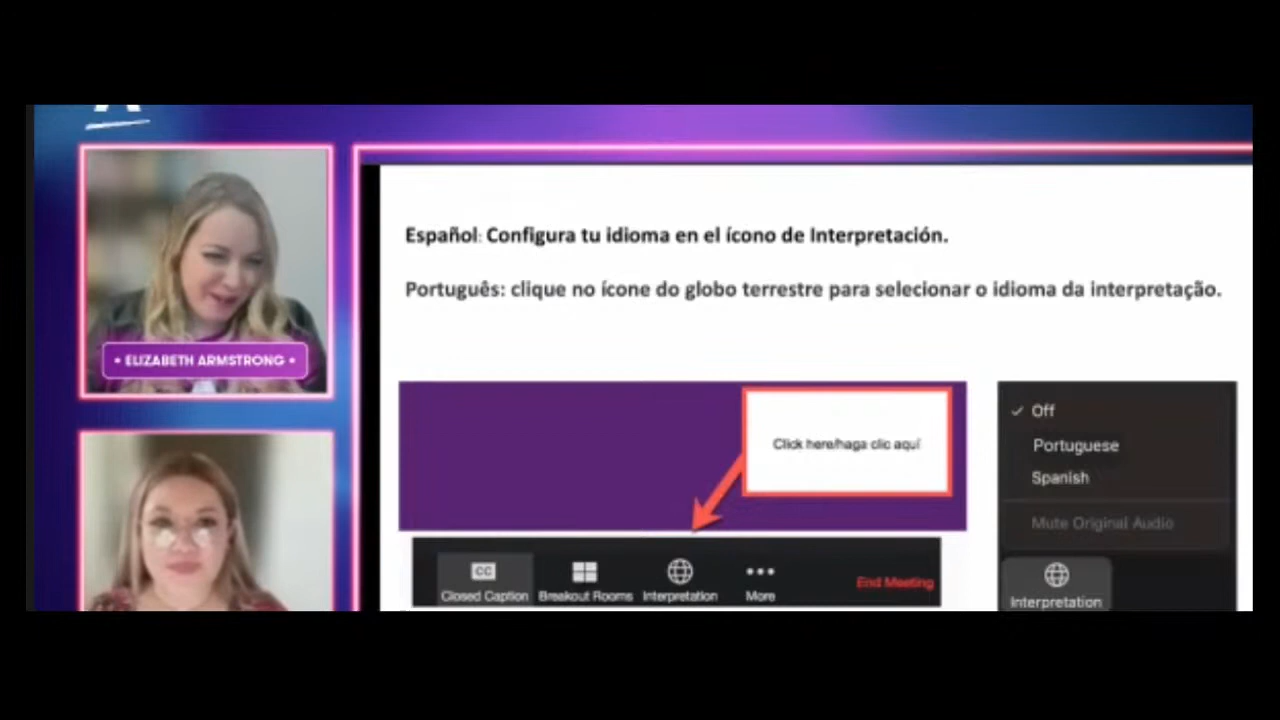 • ELIZABETH ARMSTRONG •
Español: Configura tu idioma en el ícono de Interpretación.
Português: clique no ícone do globo terrestre para selecionar o idioma da interpretação.
Click here/haga clic aquí
Closed Caption
Breakout Rooms
Interpretation
More
End Meeting
Off
Portuguese
Spanish
Mute Original Audio
Interpretation